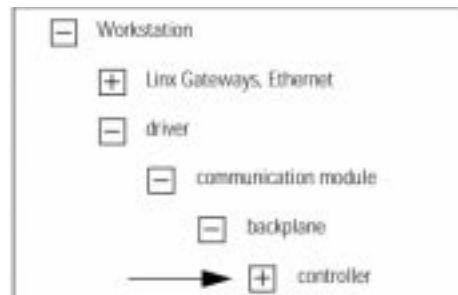 Workstation
Linx Gateways, Ethernet
driver
communication module
backplane
controller